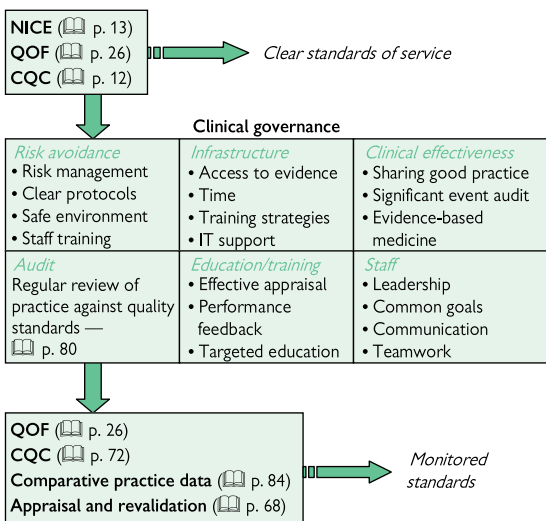 NICE (📖 p. 13)
QOF (📖 p. 26)
CQC (📖 p. 12)
Clear standards of service
Clinical governance
Risk avoidance
• Risk management
• Clear protocols
• Safe environment
• Staff training
Infrastructure
• Access to evidence
• Time
• Training strategies
• IT support
Clinical effectiveness
• Sharing good practice
• Significant event audit
• Evidence-based
medicine
Audit
Regular review of
practice against quality
standards —
📖 p. 80
Education/training
• Effective appraisal
• Performance
feedback
• Targeted education
Staff
• Leadership
• Common goals
• Communication
• Teamwork
QOF (📖 p. 26)
CQC (📖 p. 72)
Comparative practice data (📖 p. 84)
Appraisal and revalidation (📖 p. 68)
Monitored
standards